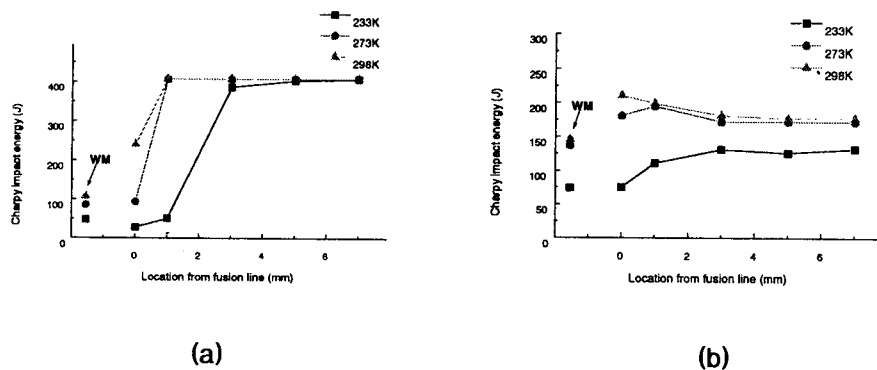 233K
273K
298K
Charpy impact energy (J)
400
300
200
100
0
WM
0
2
4
6
Location from fusion line (mm)
(a)
233K
273K
298K
Charpy impact energy (J)
300
250
200
150
100
50
0
WM
0
2
4
6
Location from fusion line (mm)
(b)